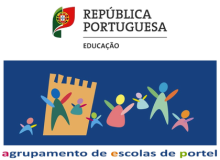 REPÚBLICA
PORTUGUESA
EDUCAÇÃO
agrupamento de escolas de portel